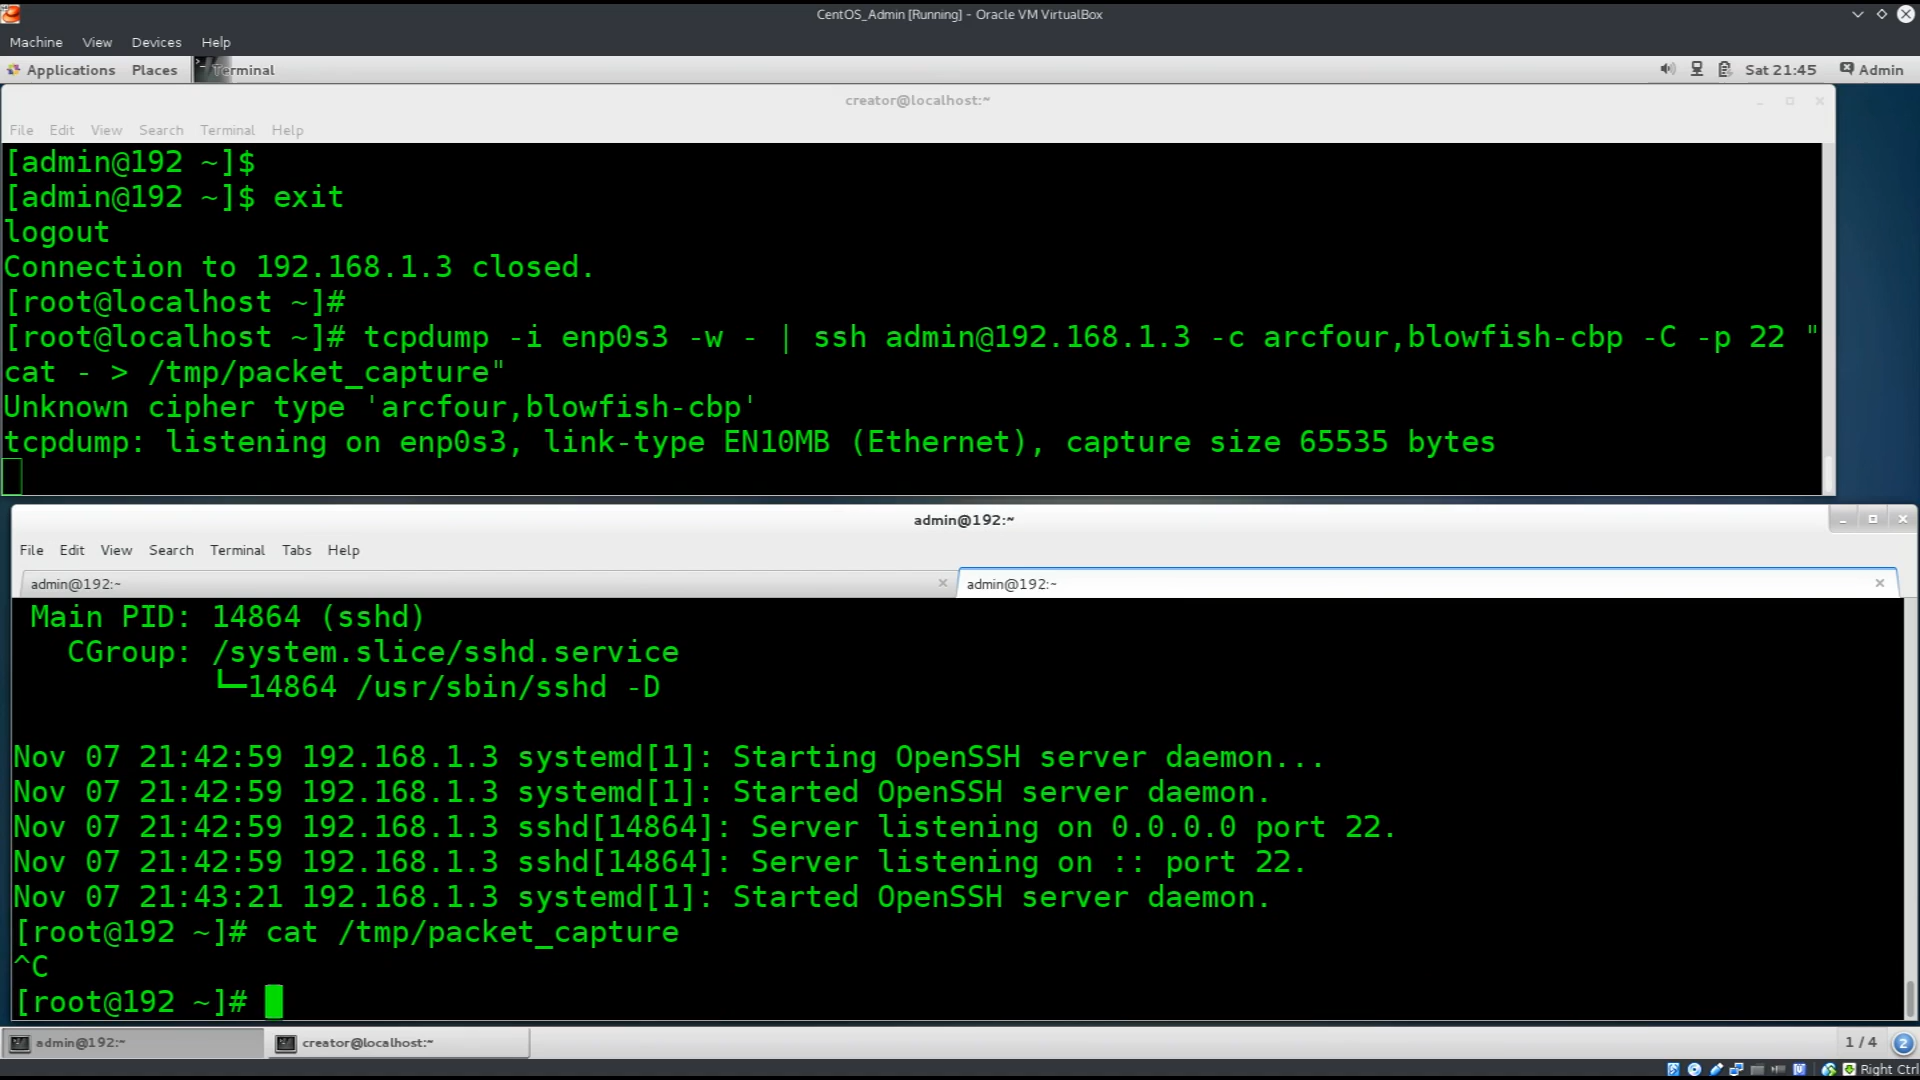 CentOS_Admin [Running] - Oracle VM VirtualBox
Machine View Devices Help
Applications Places Terminal Sat 21:45 Admin
creator@localhost:~
File Edit View Search Terminal Help
[admin@192 ~]$
[admin@192 ~]$ exit
logout
Connection to 192.168.1.3 closed.
[root@localhost ~]#
[root@localhost ~]# tcpdump -i enp0s3 -w - | ssh admin@192.168.1.3 -c arcfour,blowfish-cbp -C -p 22 "
cat - > /tmp/packet_capture"
Unknown cipher type 'arcfour,blowfish-cbp'
tcpdump: listening on enp0s3, link-type EN10MB (Ethernet), capture size 65535 bytes
admin@192:~
File Edit View Search Terminal Tabs Help
admin@192:~ admin@192:~
Main PID: 14864 (sshd)
CGroup: /system.slice/sshd.service
└─14864 /usr/sbin/sshd -D
Nov 07 21:42:59 192.168.1.3 systemd[1]: Starting OpenSSH server daemon...
Nov 07 21:42:59 192.168.1.3 systemd[1]: Started OpenSSH server daemon.
Nov 07 21:42:59 192.168.1.3 sshd[14864]: Server listening on 0.0.0.0 port 22.
Nov 07 21:42:59 192.168.1.3 sshd[14864]: Server listening on :: port 22.
Nov 07 21:43:21 192.168.1.3 systemd[1]: Started OpenSSH server daemon.
[root@192 ~]# cat /tmp/packet_capture
^C
[root@192 ~]#
admin@192:~ creator@localhost:~ 1 / 4 2
Right Ctrl